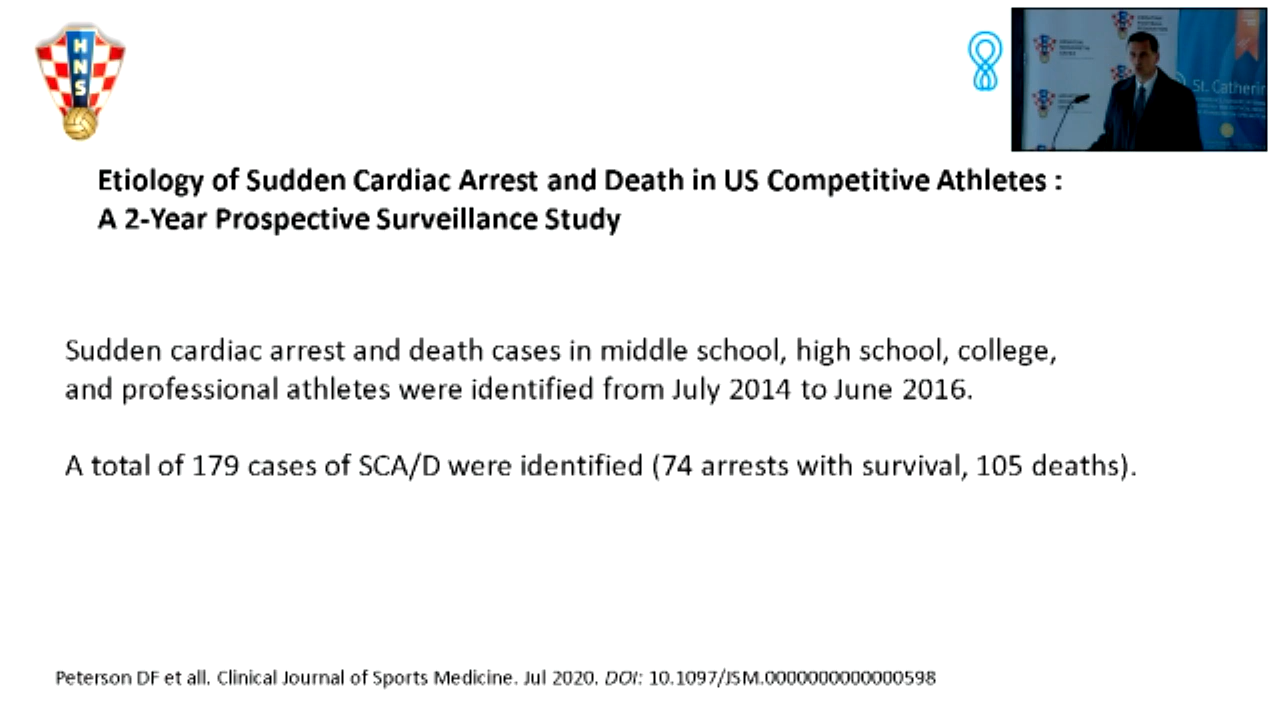 HNS
St. Catherin
Etiology of Sudden Cardiac Arrest and Death in US Competitive Athletes :
A 2-Year Prospective Surveillance Study
Sudden cardiac arrest and death cases in middle school, high school, college,
and professional athletes were identified from July 2014 to June 2016.
A total of 179 cases of SCA/D were identified (74 arrests with survival, 105 deaths).
Peterson DF et all. Clinical Journal of Sports Medicine. Jul 2020. DOI: 10.1097/JSM.0000000000000598